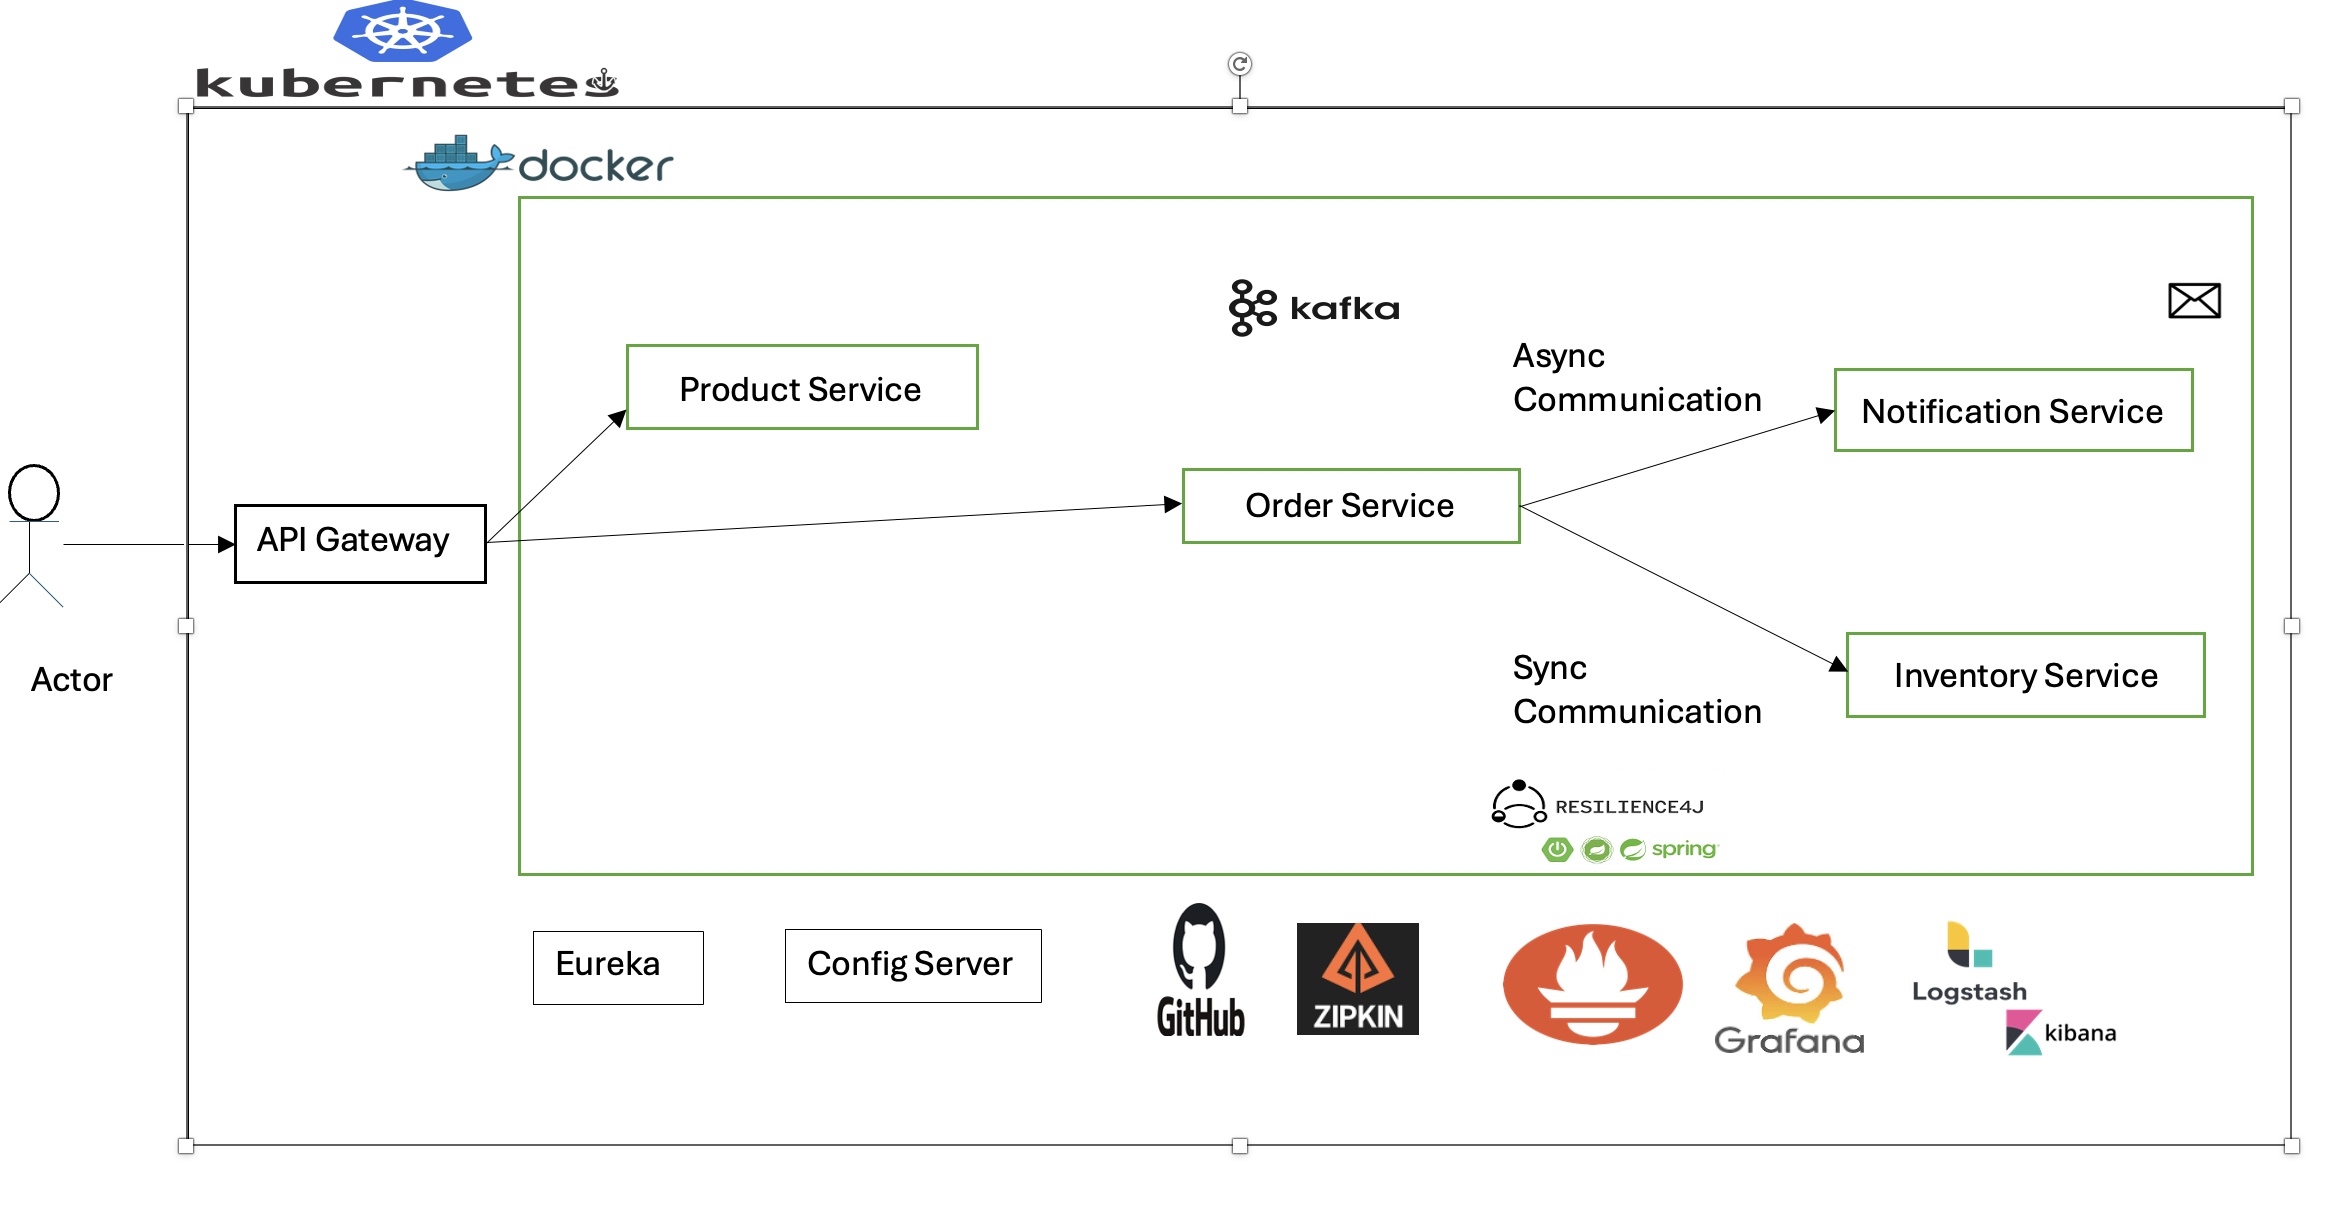 kubernetes
docker
kafka
Async
Communication
Product Service
Notification Service
Order Service
API Gateway
Sync
Communication
Inventory Service
Actor
RESILIENCE4J
spring
Eureka
Config Server
GitHub
ZIPKIN
Grafana
Logstash
kibana